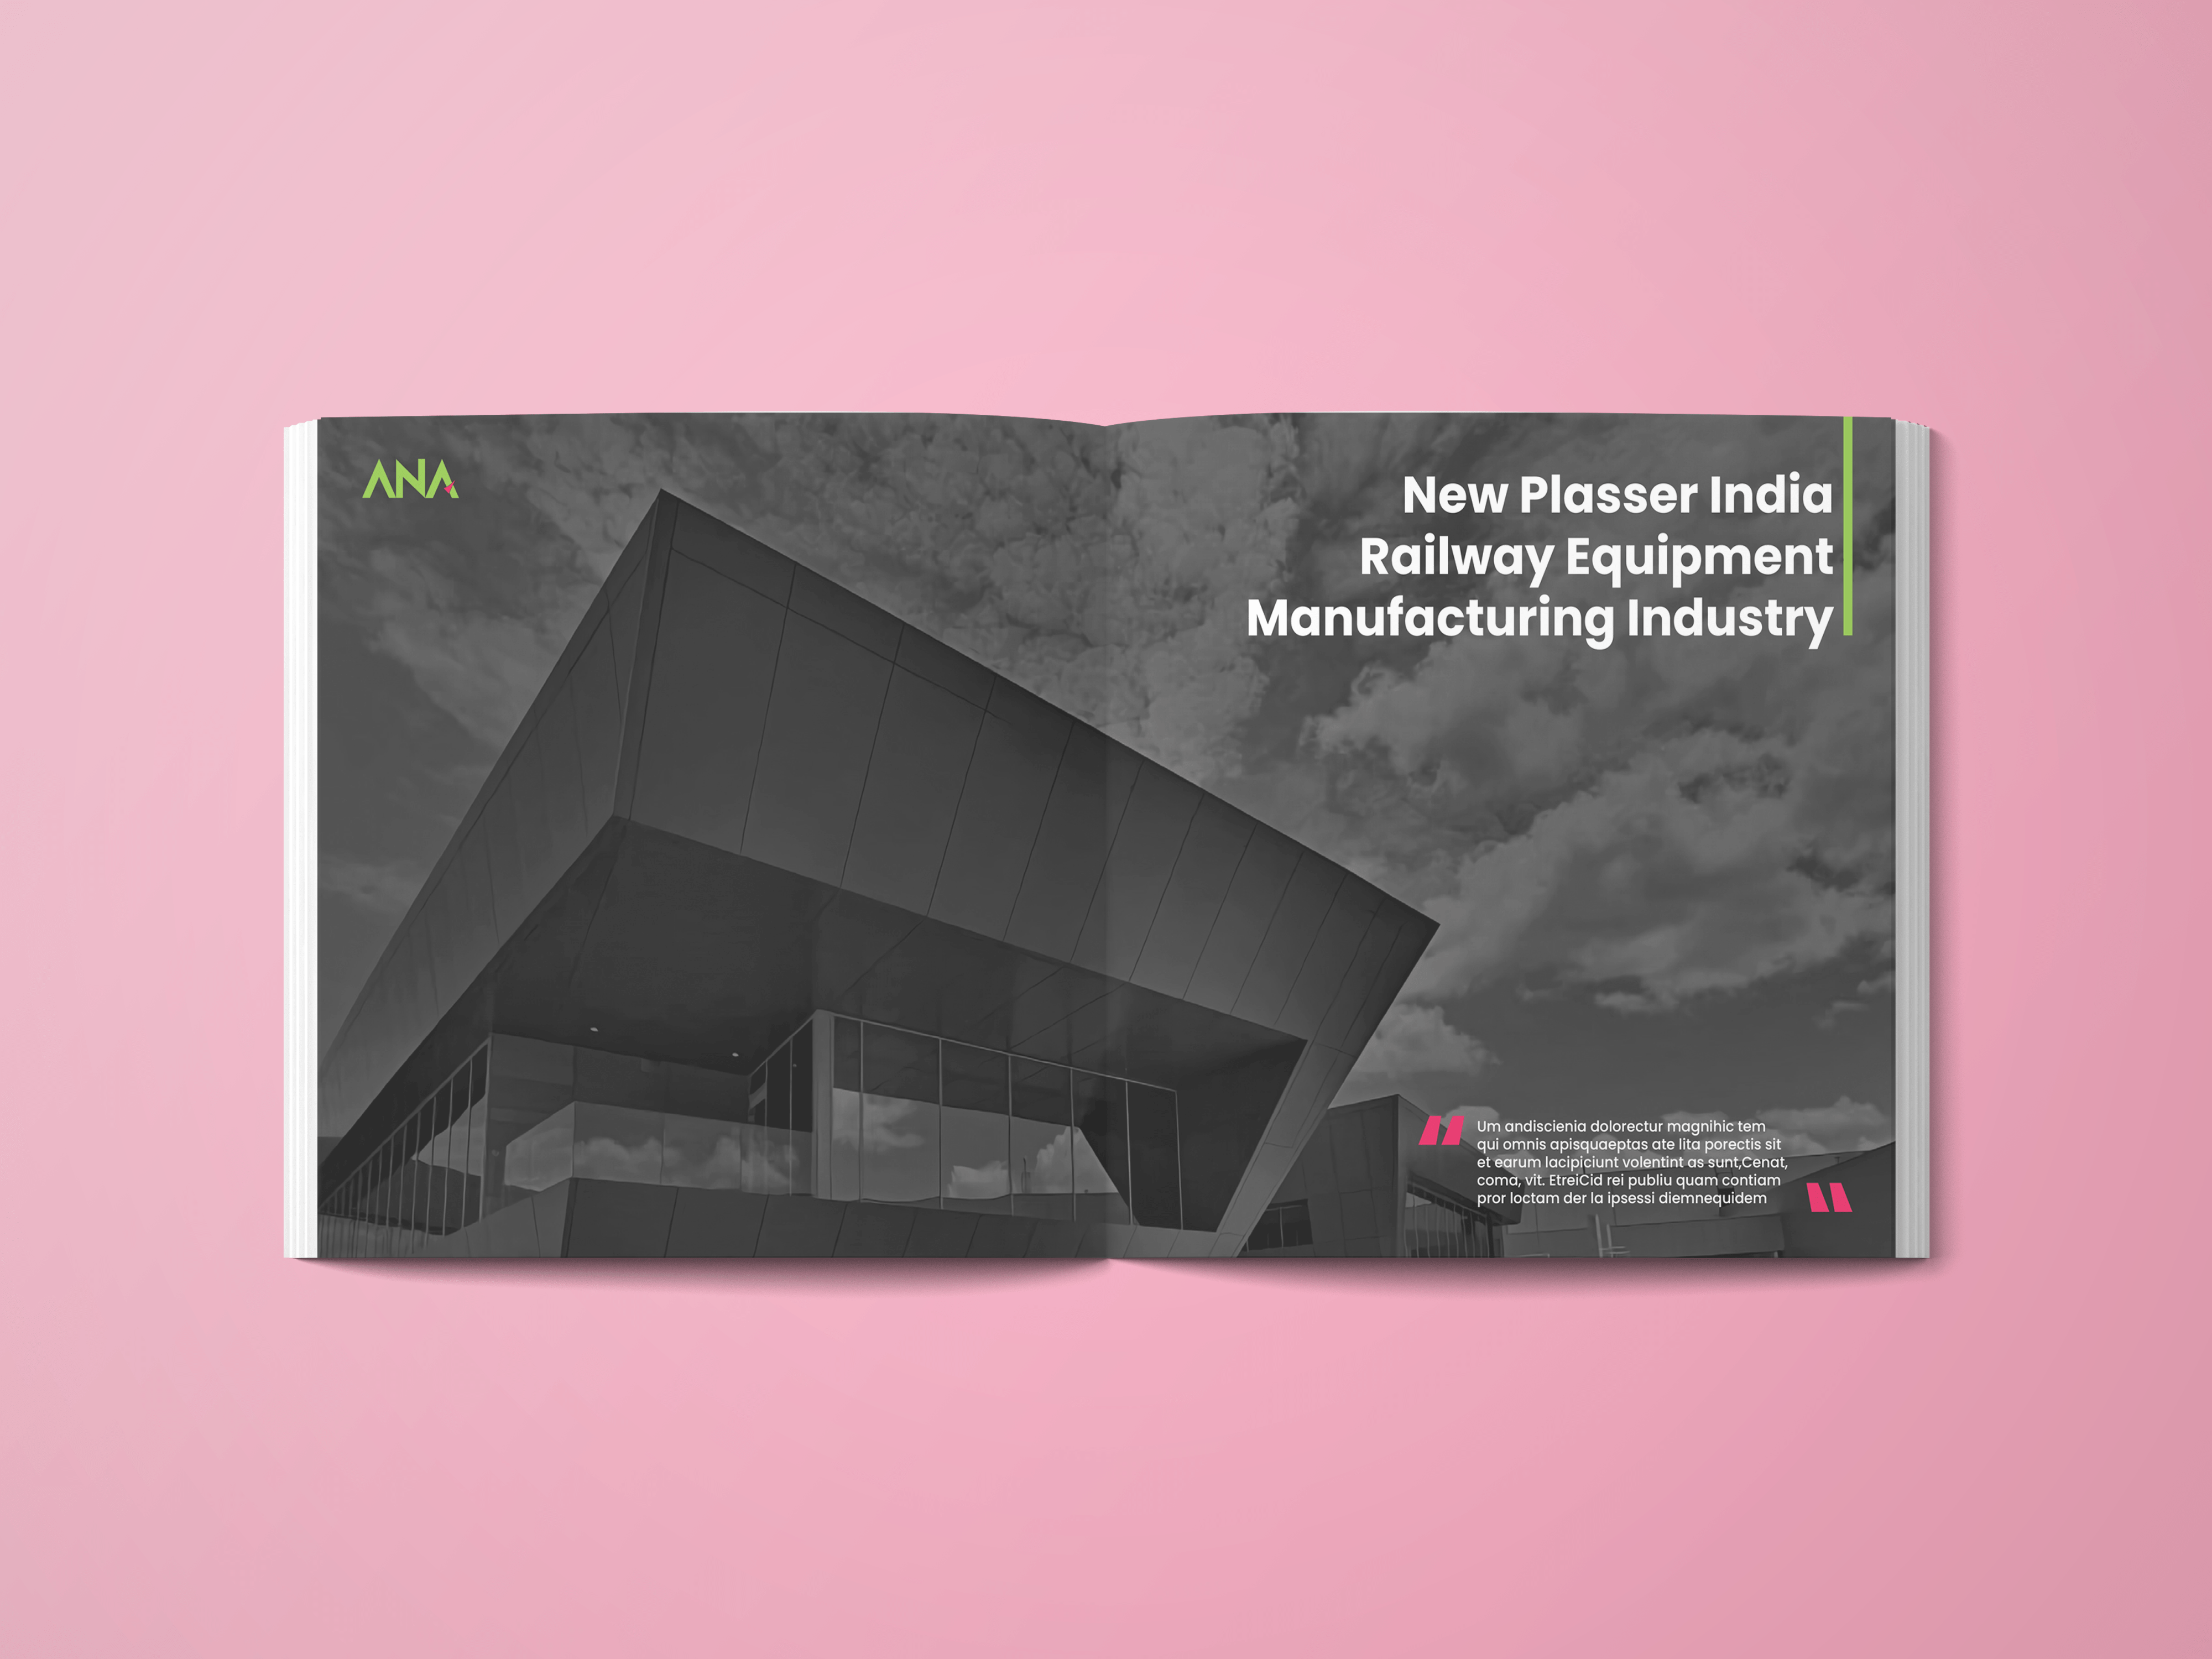 ANA
New Plasser India
Railway Equipment
Manufacturing Industry
Um andiscienia dolorectur magnihic tem
qui omnis apisquaeptas ate lita porectis sit
et earum lacipiciunt volentint as sunt,Cenat,
coma, vit. EtreiCid rei publiu quam contiam
pror loctam der la ipsessi diemnequidem